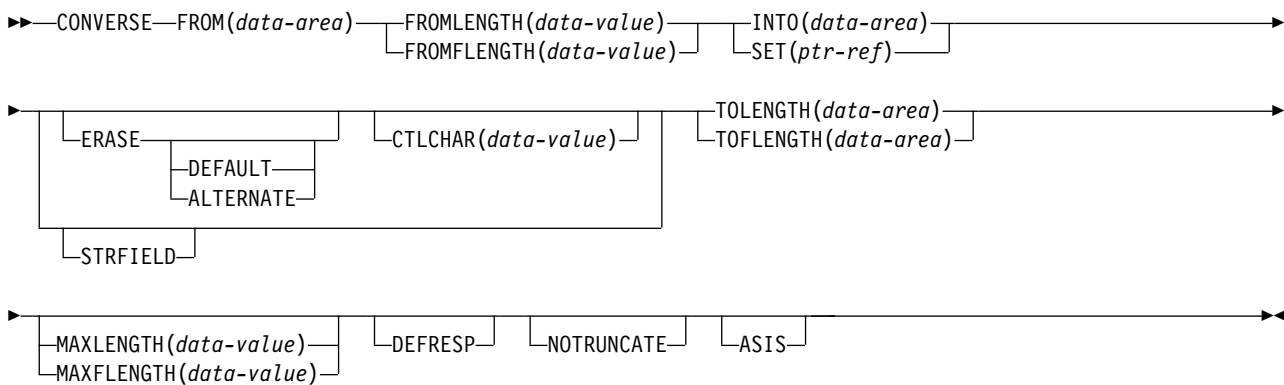 CONVERSE FROM(data-area) FROMLENGTH(data-value) INTO(data-area)
FROMFLENGTH(data-value) SET(ptr-ref)
TOLENGTH(data-area)
ERASE CTLCHAR(data-value) TOFLENGTH(data-area)
DEFAULT
ALTERNATE
STRFIELD
MAXLENGTH(data-value) DEFRESP NOTRUNCATE ASIS
MAXFLENGTH(data-value)